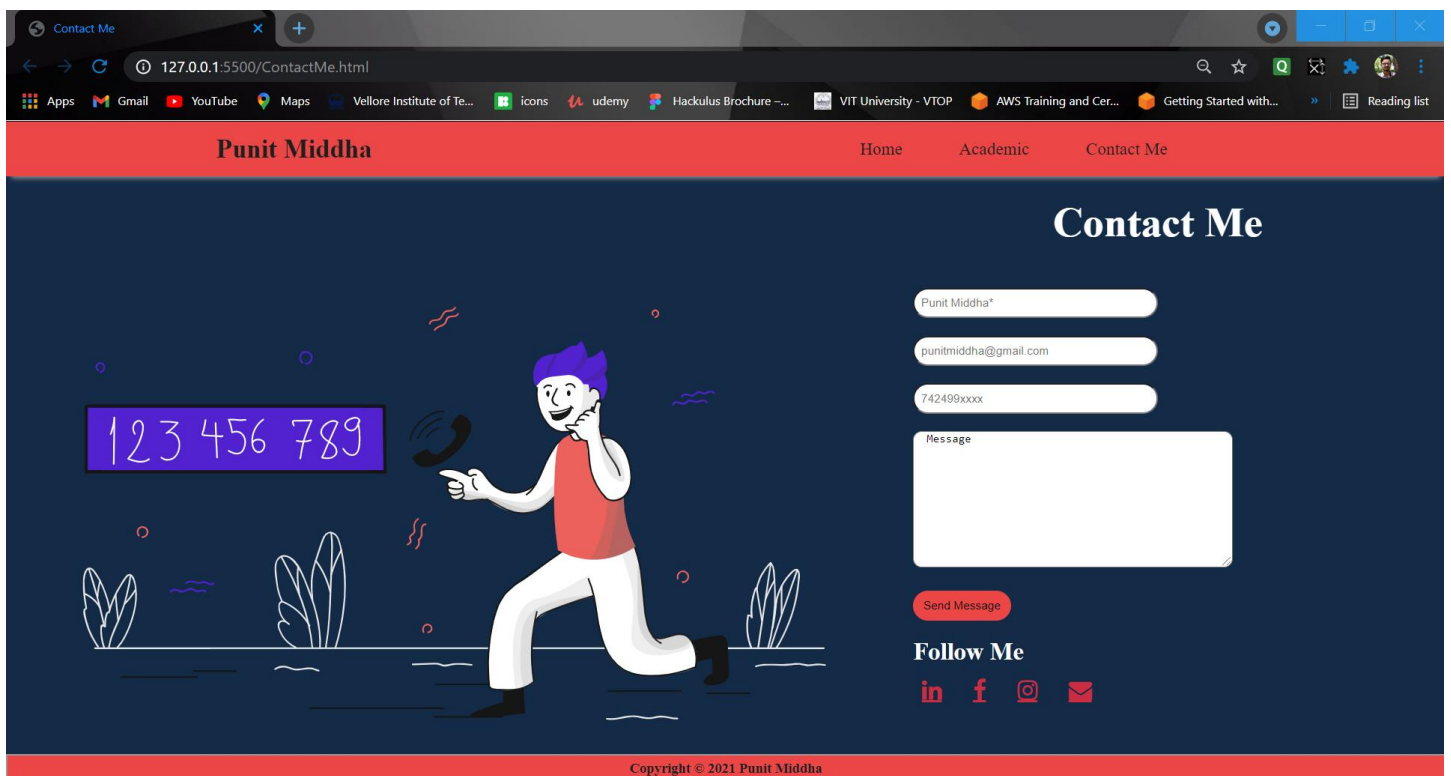 Contact Me
127.0.0.1:5500/ContactMe.html
Apps Gmail YouTube Maps Vellore Institute of Te... icons udemy Hackulus Brochure –... VIT University - VTOP AWS Training and Cer... Getting Started with... » Reading list
Punit Middha Home Academic Contact Me
Contact Me
Punit Middha*
punitmiddha@gmail.com
742499xxxx
Message
123 456 789
Send Message
Follow Me
Copyright © 2021 Punit Middha